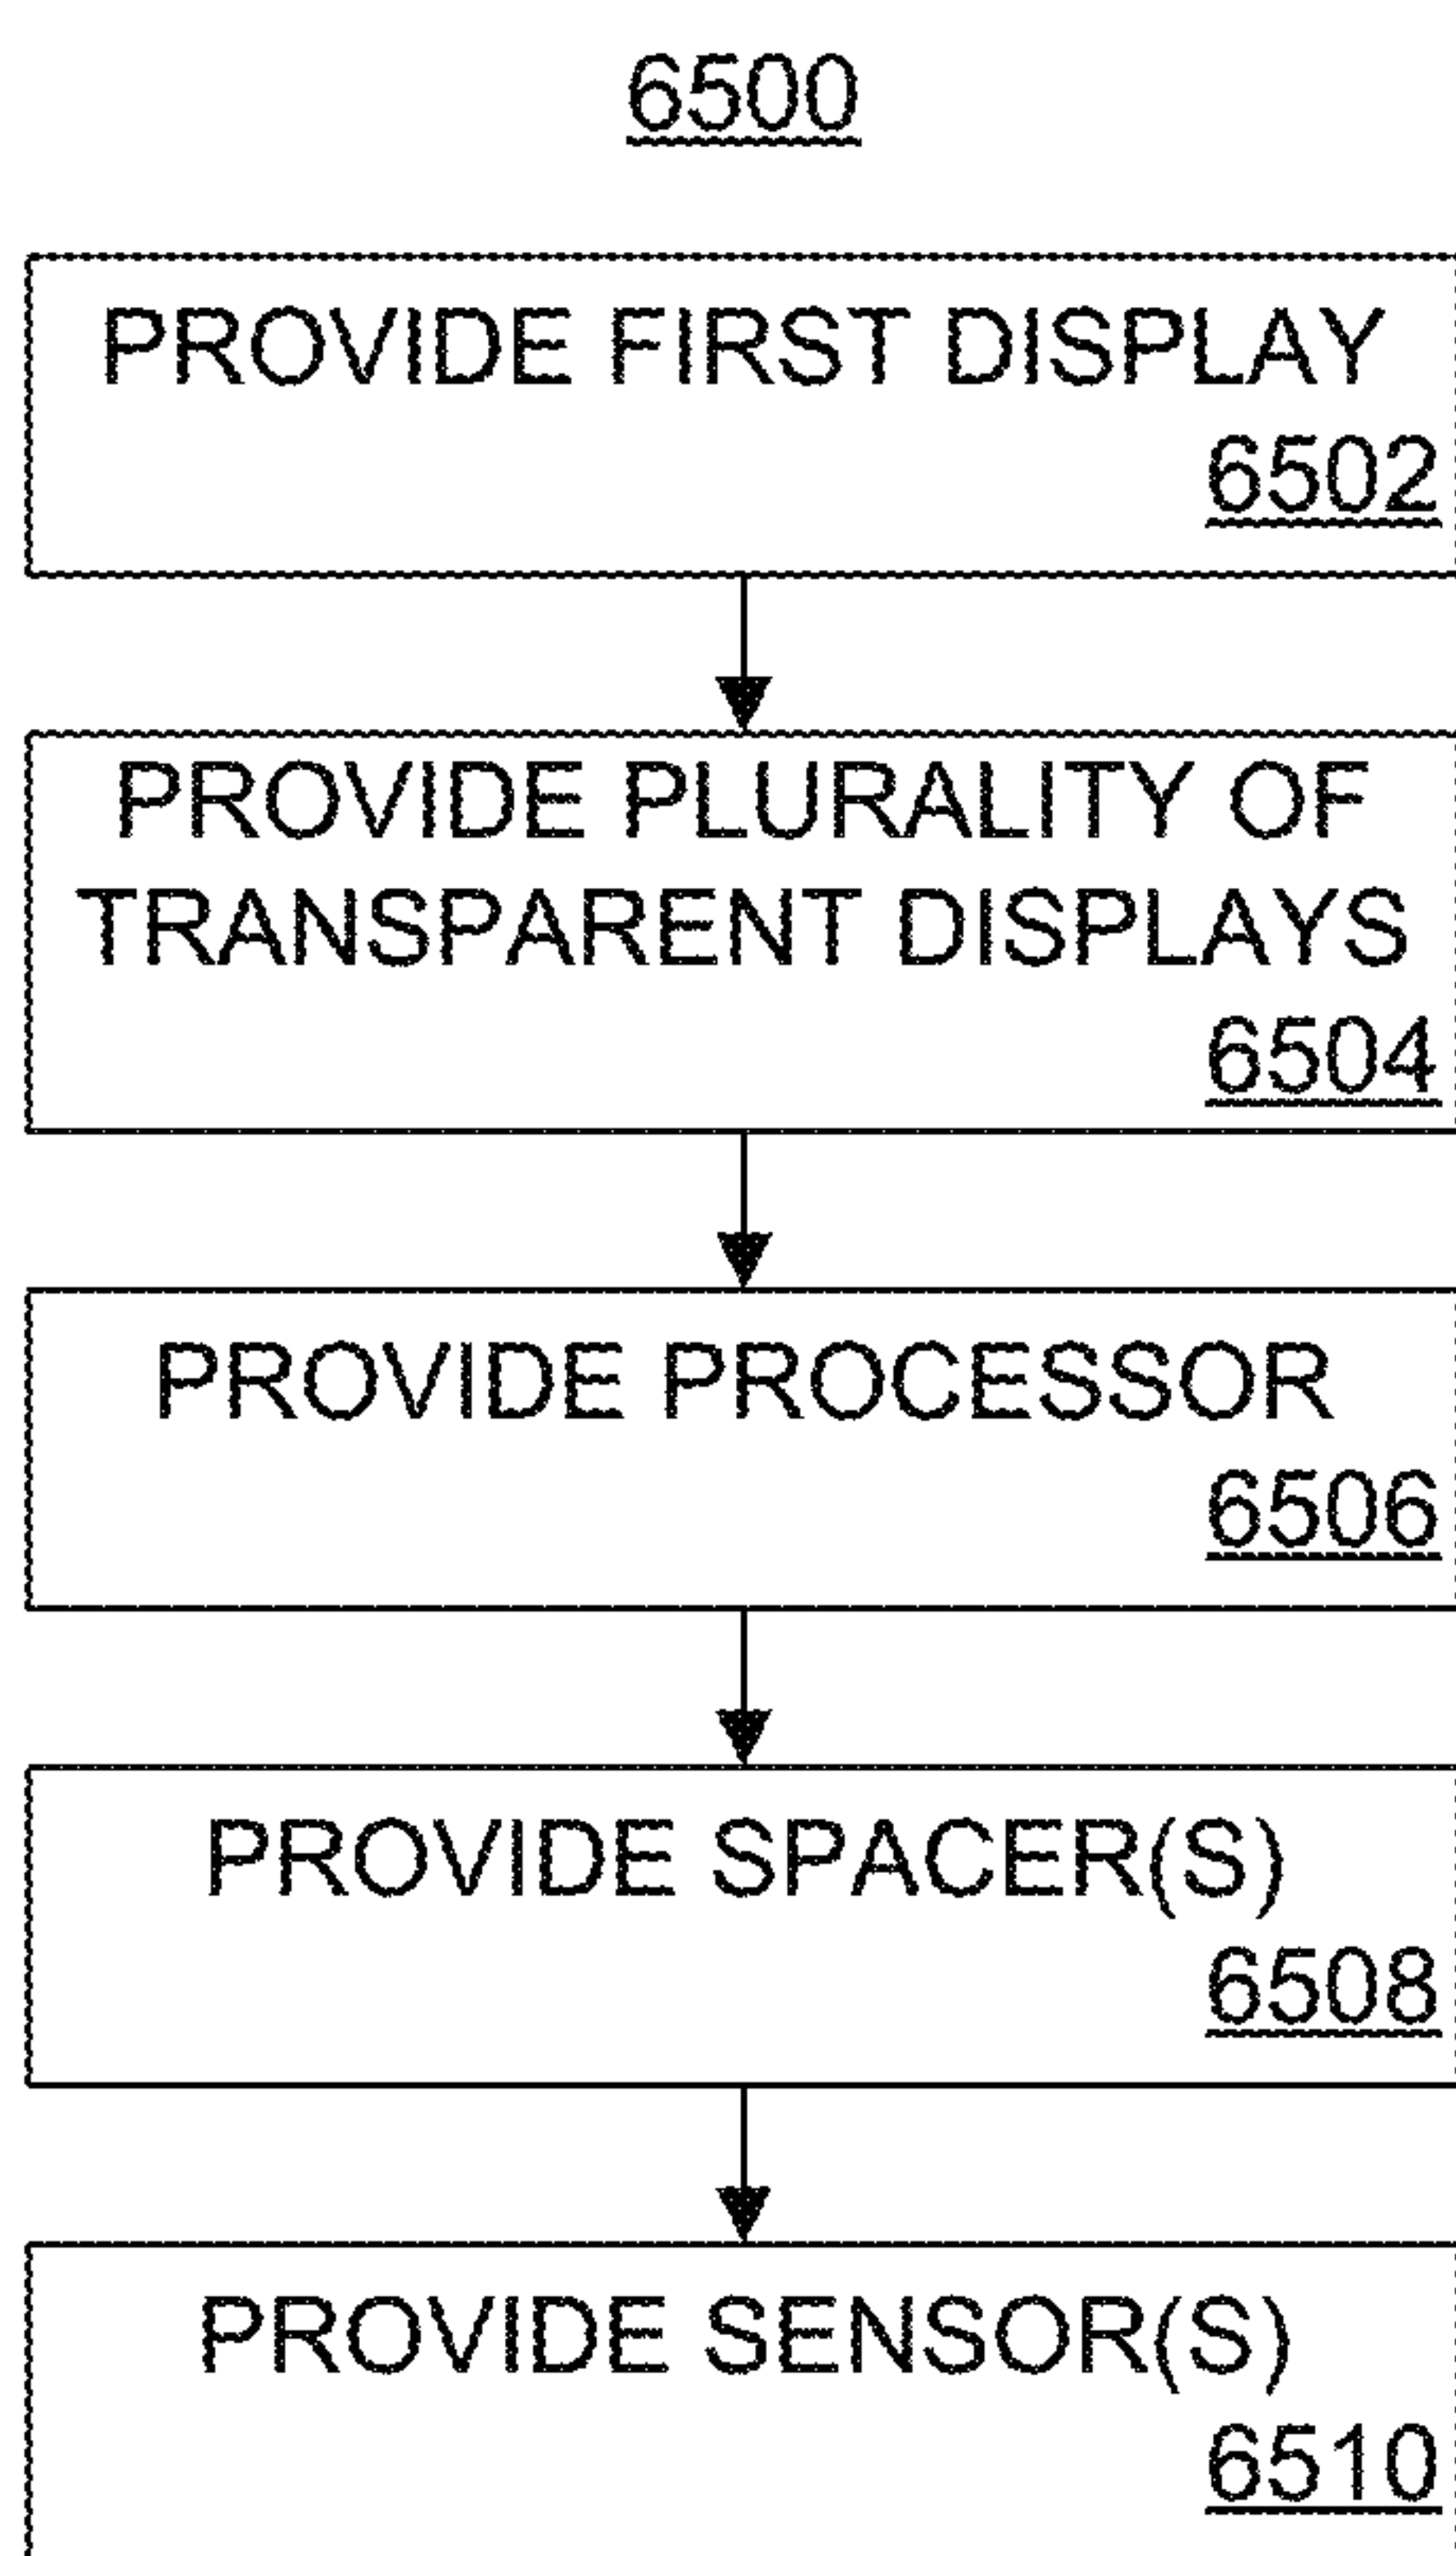 6500
PROVIDE FIRST DISPLAY
6502
PROVIDE PLURALITY OF
TRANSPARENT DISPLAYS
6504
PROVIDE PROCESSOR
6506
PROVIDE SPACER(S)
6508
PROVIDE SENSOR(S)
6510